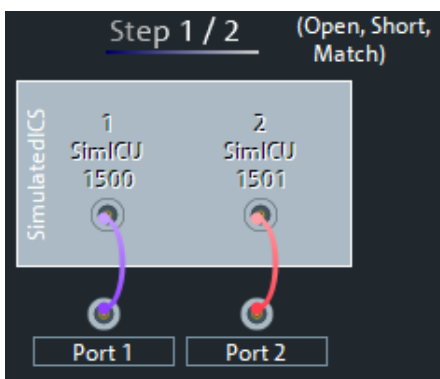 Step 1 / 2
(Open, Short,
Match)
SimulatedICS
1
SimICU
1500
2
SimICU
1501
Port 1
Port 2